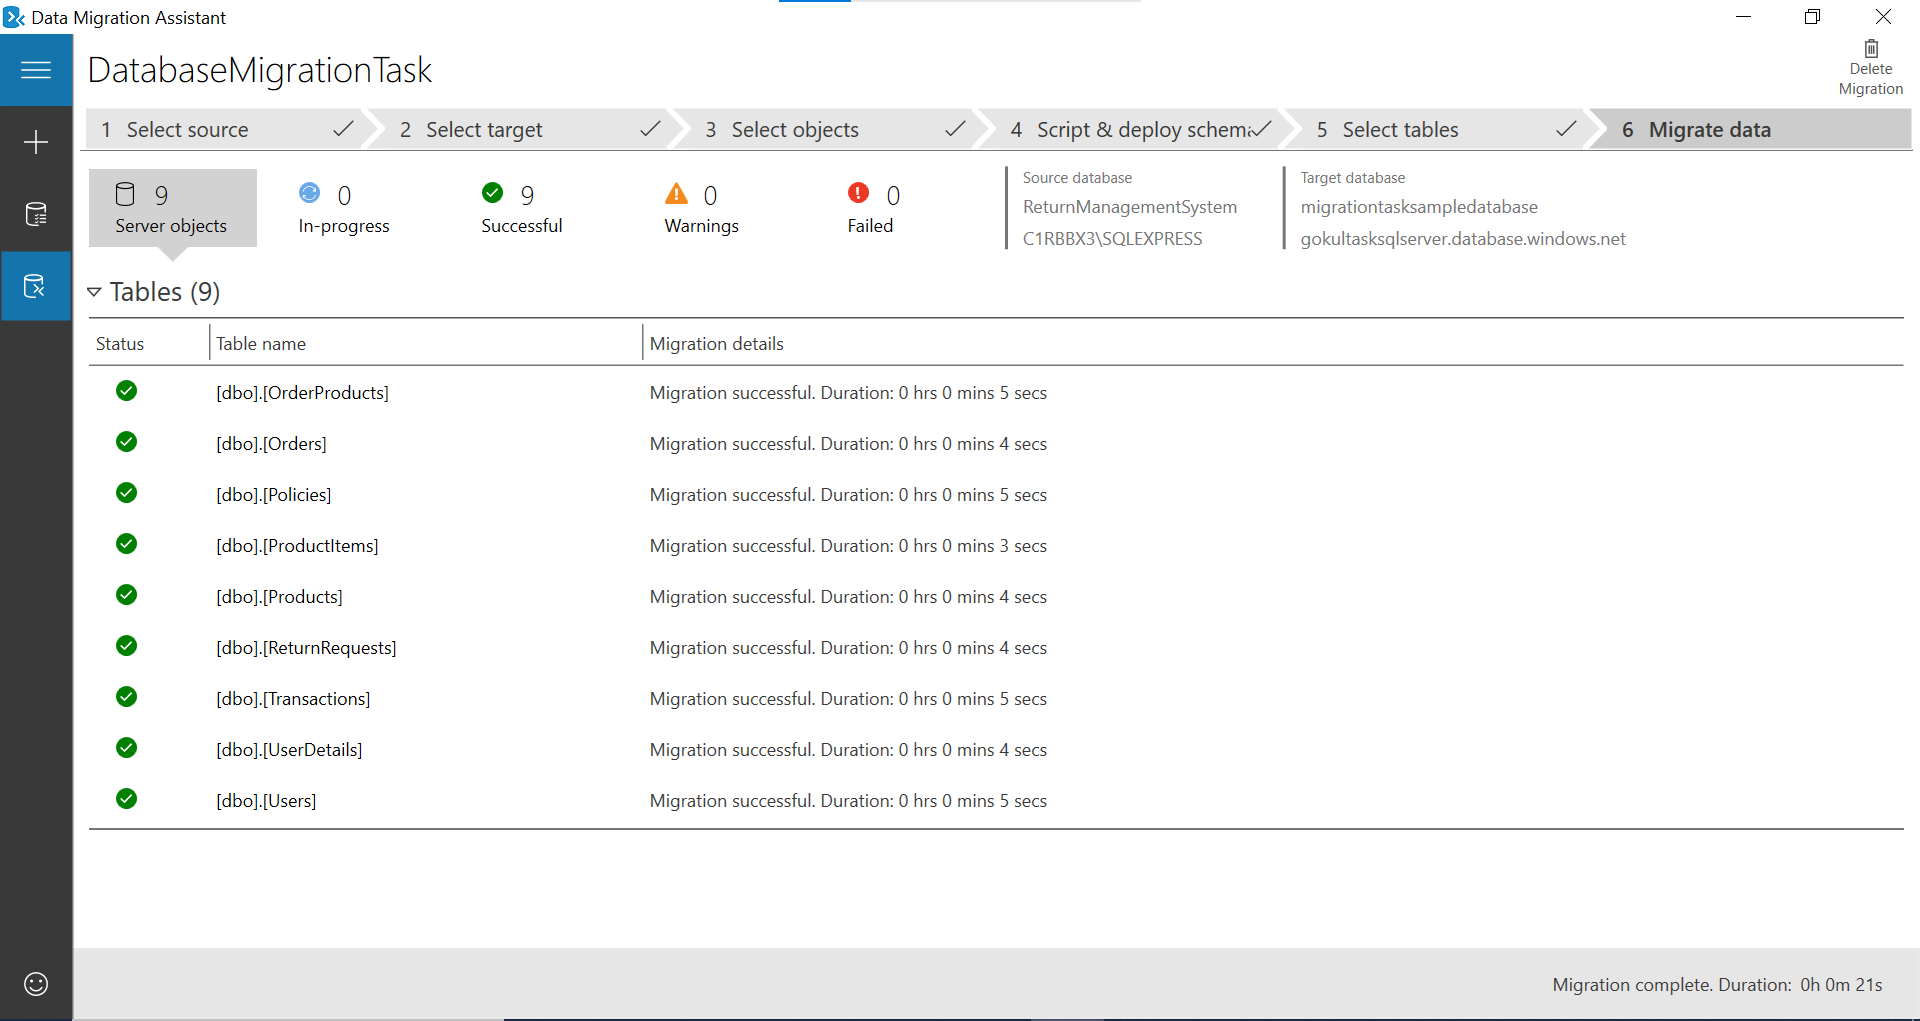 Data Migration Assistant
DatabaseMigrationTask
Delete
Migration
1 Select source
2 Select target
3 Select objects
4 Script & deploy schema
5 Select tables
6 Migrate data
9
Server objects
0
In-progress
9
Successful
0
Warnings
0
Failed
Source database
ReturnManagementSystem
C1RBBX3\SQLEXPRESS
Target database
migrationtasksampledatabase
gokultasksqlserver.database.windows.net
Tables (9)
Status Table name Migration details
[dbo].[OrderProducts] Migration successful. Duration: 0 hrs 0 mins 5 secs
[dbo].[Orders] Migration successful. Duration: 0 hrs 0 mins 4 secs
[dbo].[Policies] Migration successful. Duration: 0 hrs 0 mins 5 secs
[dbo].[ProductItems] Migration successful. Duration: 0 hrs 0 mins 3 secs
[dbo].[Products] Migration successful. Duration: 0 hrs 0 mins 4 secs
[dbo].[ReturnRequests] Migration successful. Duration: 0 hrs 0 mins 4 secs
[dbo].[Transactions] Migration successful. Duration: 0 hrs 0 mins 5 secs
[dbo].[UserDetails] Migration successful. Duration: 0 hrs 0 mins 4 secs
[dbo].[Users] Migration successful. Duration: 0 hrs 0 mins 5 secs
Migration complete. Duration: 0h 0m 21s